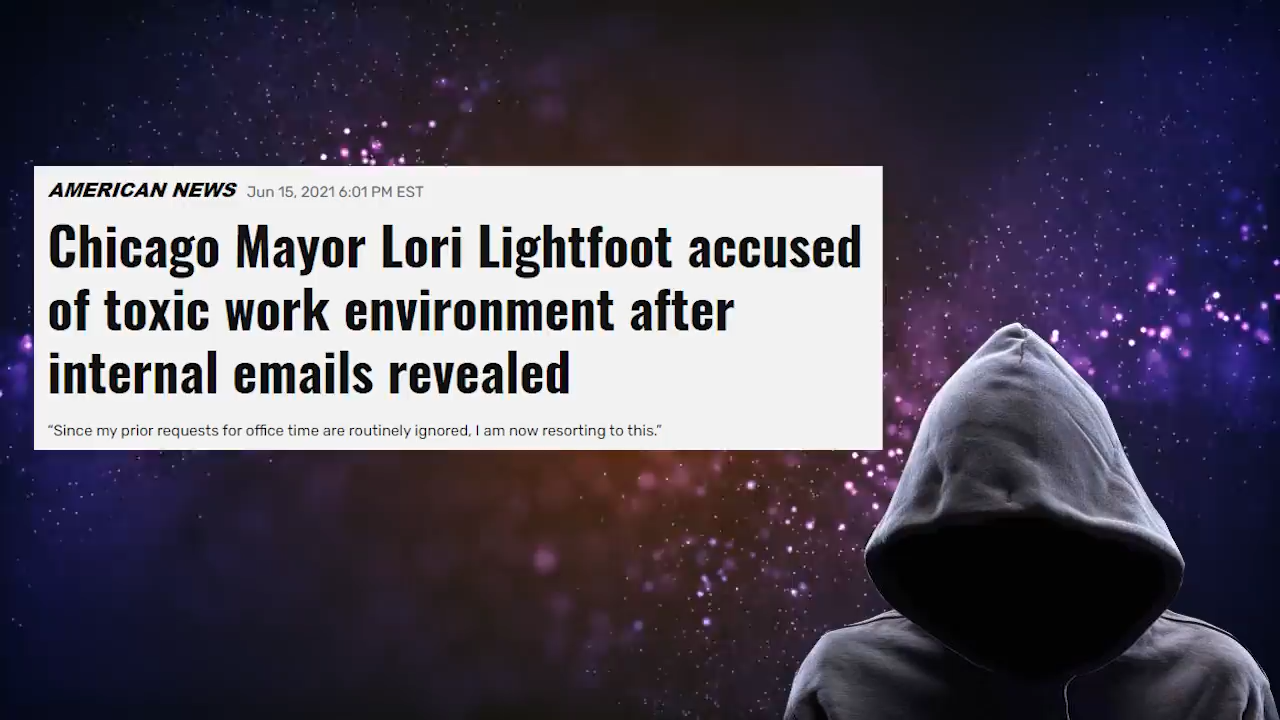 AMERICAN NEWS Jun 15, 2021 6:01 PM EST
Chicago Mayor Lori Lightfoot accused
of toxic work environment after
internal emails revealed
“Since my prior requests for office time are routinely ignored, I am now resorting to this.”